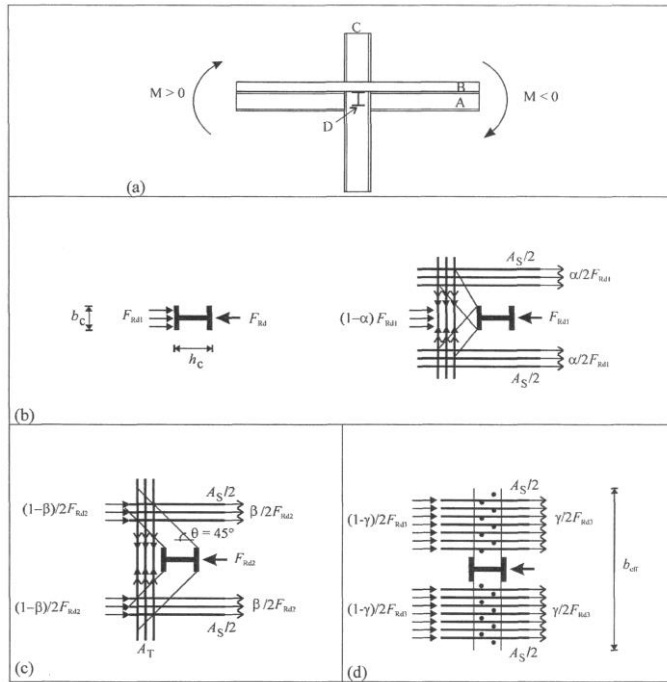 C
M > 0
B
M < 0
A
D
(a)
A_S/2
α/2F_Rd1
b_c
F_Rd1
F_Rd
(1–α) F_Rd1
F_Rd1
h_c
α/2F_Rd1
A_S/2
(b)
A_S/2
(1–β)/2F_Rd2
β/2F_Rd2
θ = 45°
F_Rd2
(1–β)/2F_Rd2
β/2F_Rd2
A_S/2
A_T
(c)
A_S/2
(1-γ)/2F_Rd3
γ/2F_Rd3
b_eff
(1-γ)/2F_Rd3
γ/2F_Rd3
A_S/2
(d)